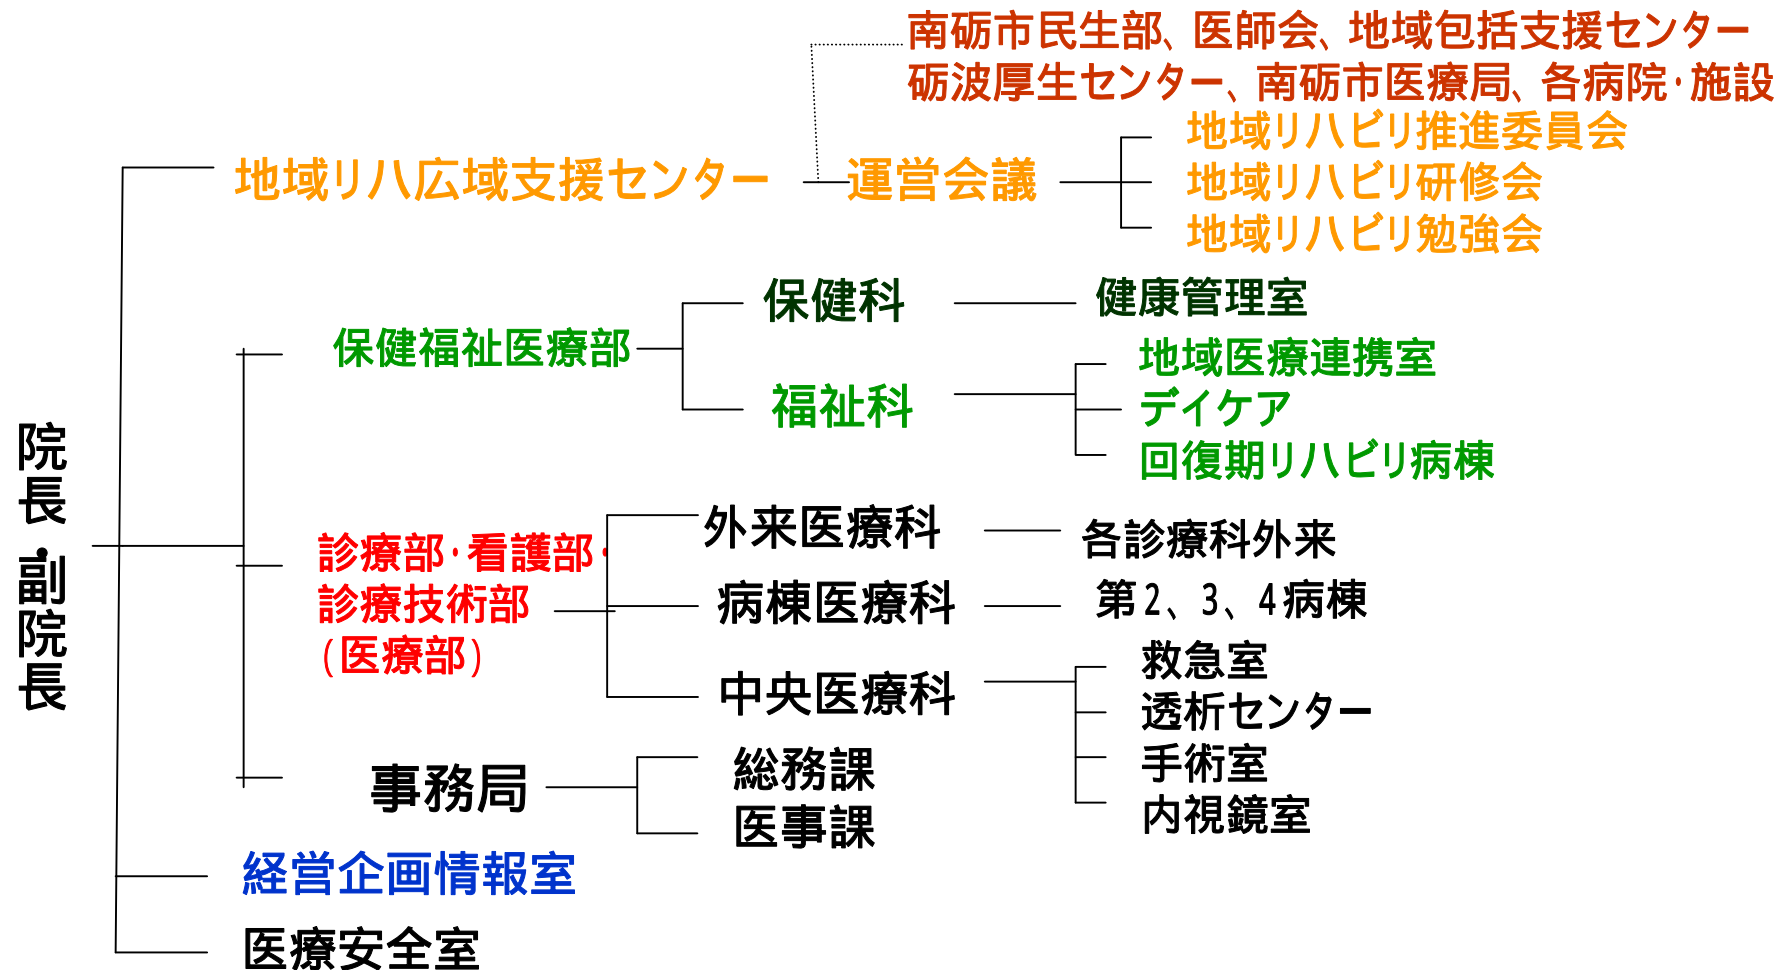 南砺市民生部、医師会、地域包括支援センター
砺波厚生センター、南砺市医療局、各病院・施設
地域リハ広域支援センター
運営会議
地域リハビリ推進委員会
地域リハビリ研修会
地域リハビリ勉強会
院長・副院長
保健福祉医療部
保健科
健康管理室
福祉科
地域医療連携室
デイケア
回復期リハビリ病棟
診療部・看護部・
診療技術部
(医療部)
外来医療科
各診療科外来
病棟医療科
第2、3、4病棟
中央医療科
救急室
透析センター
手術室
内視鏡室
事務局
総務課
医事課
経営企画情報室
医療安全室